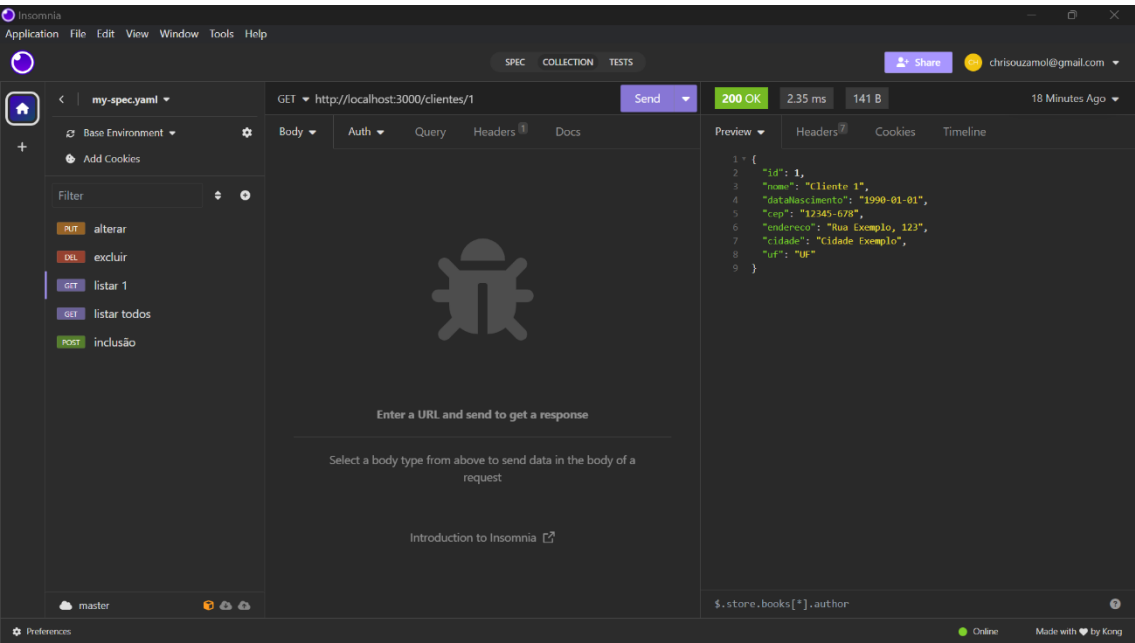 Insomnia
Application File Edit View Window Tools Help
SPEC COLLECTION TESTS
Share
CH
chrisouzamol@gmail.com
my-spec.yaml
Base Environment
Add Cookies
Filter
PUT alterar
DEL excluir
GET listar 1
GET listar todos
POST inclusão
master
GET http://localhost:3000/clientes/1
Send
Body Auth Query Headers 1 Docs
Enter a URL and send to get a response
Select a body type from above to send data in the body of a
request
Introduction to Insomnia
200 OK 2.35 ms 141 B 18 Minutes Ago
Preview Headers 7 Cookies Timeline
1 {
2 "id": 1,
3 "nome": "Cliente 1",
4 "dataNascimento": "1990-01-01",
5 "cep": "12345-678",
6 "endereco": "Rua Exemplo, 123",
7 "cidade": "Cidade Exemplo",
8 "uf": "UF"
9 }
$.store.books[*].author
Preferences
Online
Made with ♥ by Kong